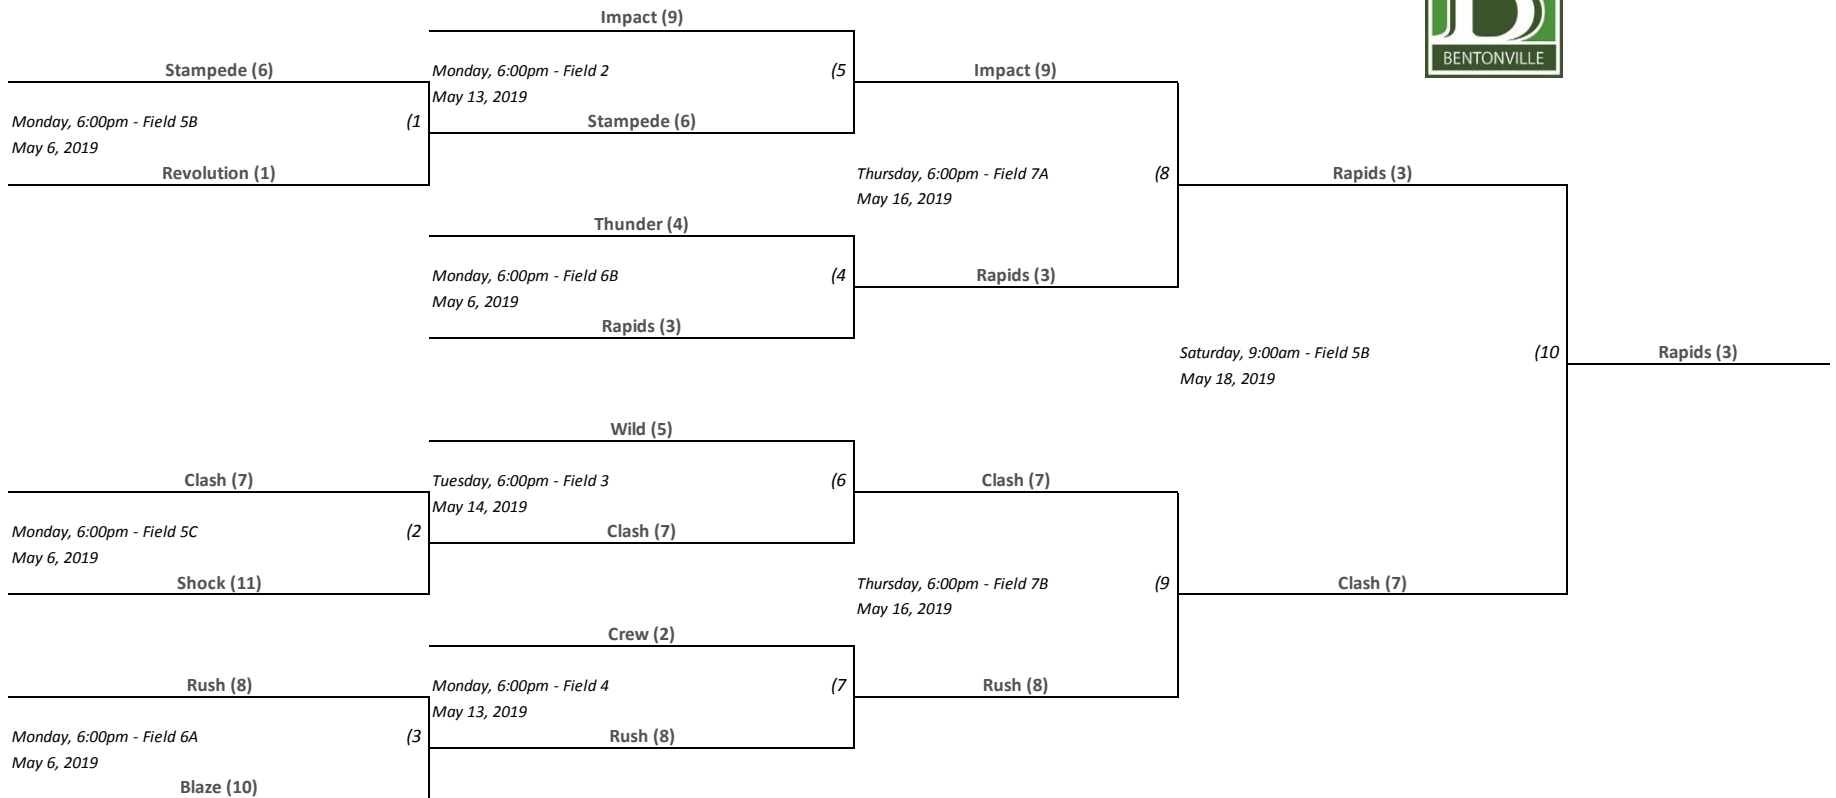 Impact (9)
BENTONVILLE
Stampede (6)
Monday, 6:00pm - Field 2
(5
Impact (9)
May 13, 2019
Monday, 6:00pm - Field 5B
(1
Stampede (6)
May 6, 2019
Revolution (1)
Thursday, 6:00pm - Field 7A
(8
Rapids (3)
May 16, 2019
Thunder (4)
Monday, 6:00pm - Field 6B
(4
Rapids (3)
May 6, 2019
Rapids (3)
Saturday, 9:00am - Field 5B
(10
Rapids (3)
May 18, 2019
Wild (5)
Clash (7)
Tuesday, 6:00pm - Field 3
(6
Clash (7)
May 14, 2019
Monday, 6:00pm - Field 5C
(2
Clash (7)
May 6, 2019
Shock (11)
Thursday, 6:00pm - Field 7B
(9
Clash (7)
May 16, 2019
Crew (2)
Rush (8)
Monday, 6:00pm - Field 4
(7
Rush (8)
May 13, 2019
Monday, 6:00pm - Field 6A
(3
Rush (8)
May 6, 2019
Blaze (10)